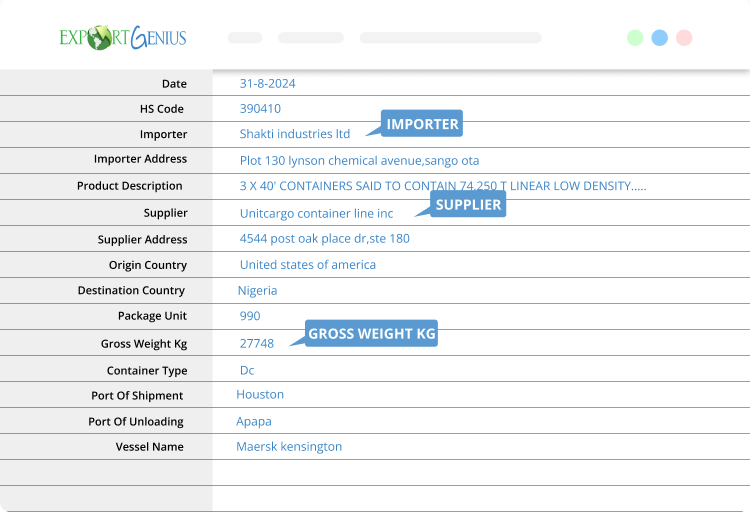 EXPORTGENIUS
Date 31-8-2024
HS Code 390410
Importer Shakti industries ltd IMPORTER
Importer Address Plot 130 lynson chemical avenue,sango ota
Product Description 3 X 40' CONTAINERS SAID TO CONTAIN 74,250 T LINEAR LOW DENSITY.....
Supplier Unitcargo container line inc SUPPLIER
Supplier Address 4544 post oak place dr,ste 180
Origin Country United states of america
Destination Country Nigeria
Package Unit 990
Gross Weight Kg 27748 GROSS WEIGHT KG
Container Type Dc
Port Of Shipment Houston
Port Of Unloading Apapa
Vessel Name Maersk kensington